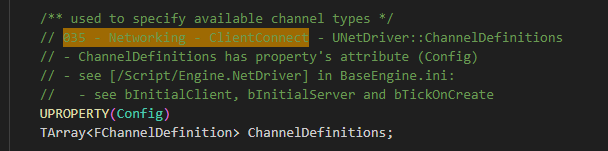 /** used to specify available channel types */
// 035 - Networking - ClientConnect - UNetDriver::ChannelDefinitions
// - ChannelDefinitions has property's attribute (Config)
// - see [/Script/Engine.NetDriver] in BaseEngine.ini:
//   - see bInitialClient, bInitialServer and bTickOnCreate
UPROPERTY(Config)
TArray<FChannelDefinition> ChannelDefinitions;